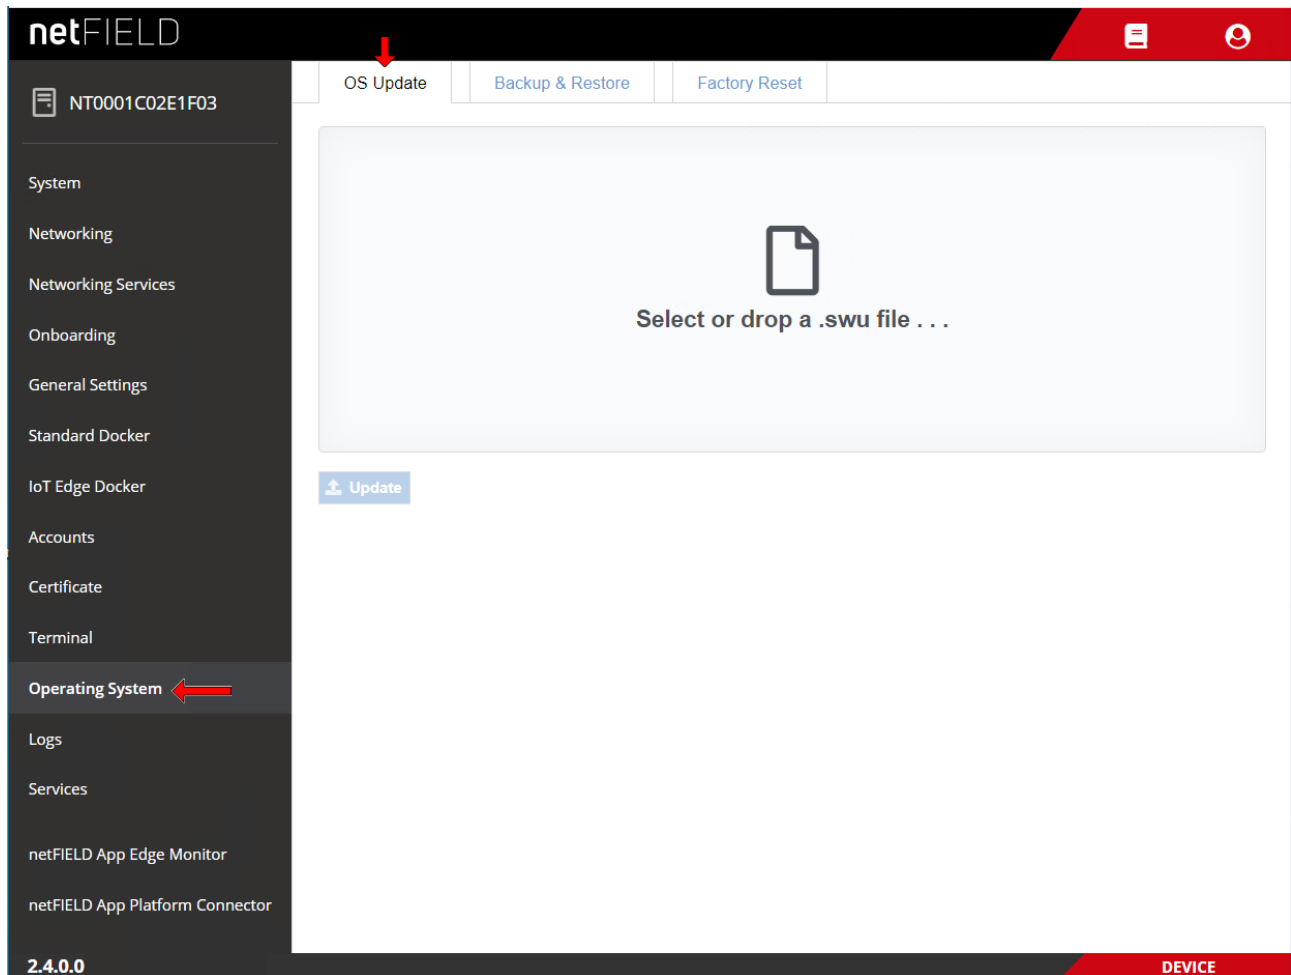 netFIELD
NT0001C02E1F03
System
Networking
Networking Services
Onboarding
General Settings
Standard Docker
IoT Edge Docker
Accounts
Certificate
Terminal
Operating System
Logs
Services
netFIELD App Edge Monitor
netFIELD App Platform Connector
2.4.0.0
OS Update
Backup & Restore
Factory Reset
Select or drop a .swu file . . .
Update
DEVICE